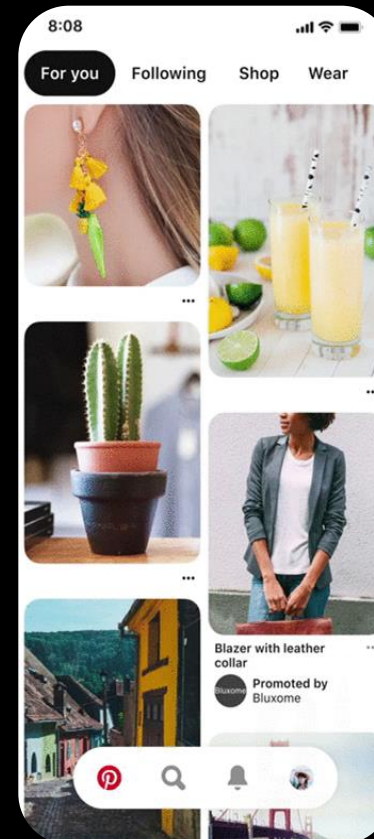 8:08
For you Following Shop Wear
Blazer with leather
collar
Bluxome
Promoted by
Bluxome